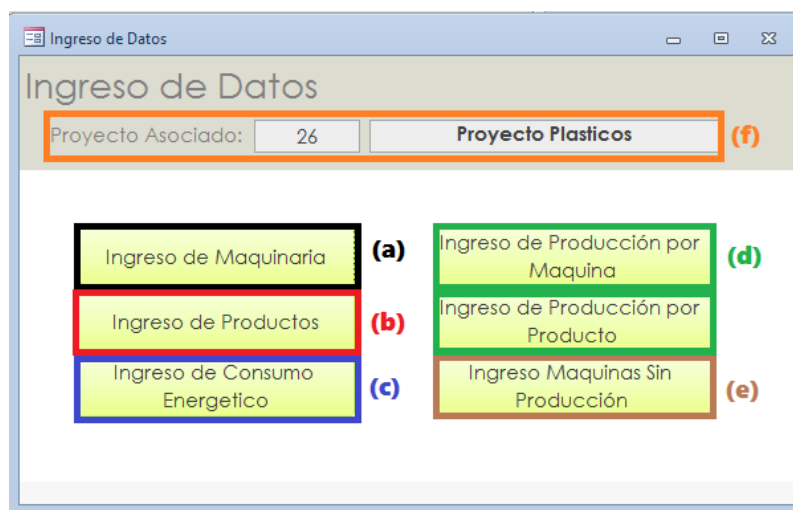 Ingreso de Datos
Ingreso de Datos
Proyecto Asociado: 26 Proyecto Plasticos (f)
Ingreso de Maquinaria (a)
Ingreso de Producción por
Maquina
(d)
Ingreso de Productos (b)
Ingreso de Producción por
Producto
Ingreso de Consumo
Energetico
(c)
Ingreso Maquinas Sin
Producción
(e)